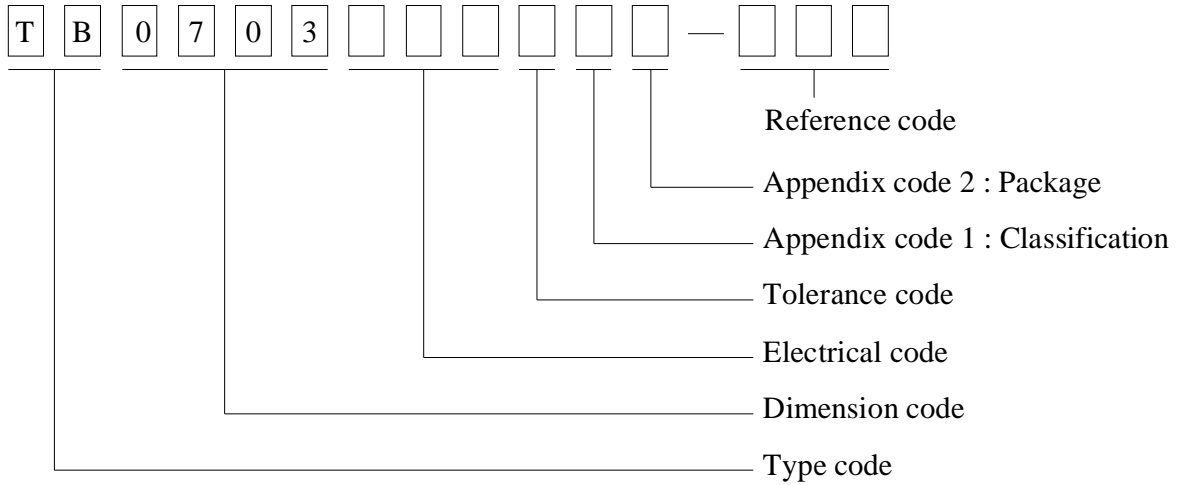 T B 0 7 0 3 —
Reference code
Appendix code 2 : Package
Appendix code 1 : Classification
Tolerance code
Electrical code
Dimension code
Type code